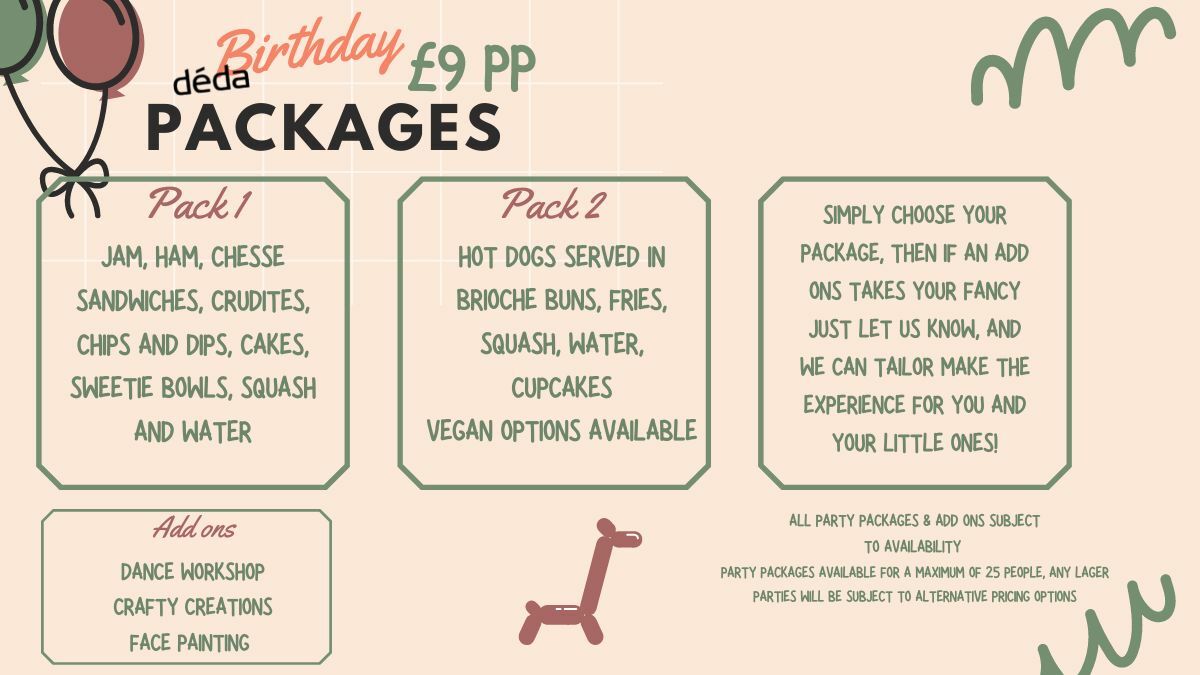 Birthday £9 PP
déda
PACKAGES
Pack 1
JAM, HAM, CHESSE
SANDWICHES, CRUDITES,
CHIPS AND DIPS, CAKES,
SWEETIE BOWLS, SQUASH
AND WATER
Pack 2
HOT DOGS SERVED IN
BRIOCHE BUNS, FRIES,
SQUASH, WATER,
CUPCAKES
VEGAN OPTIONS AVAILABLE
SIMPLY CHOOSE YOUR
PACKAGE, THEN IF AN ADD
ONS TAKES YOUR FANCY
JUST LET US KNOW, AND
WE CAN TAILOR MAKE THE
EXPERIENCE FOR YOU AND
YOUR LITTLE ONES!
Add ons
DANCE WORKSHOP
CRAFTY CREATIONS
FACE PAINTING
ALL PARTY PACKAGES & ADD ONS SUBJECT
TO AVAILABILITY
PARTY PACKAGES AVAILABLE FOR A MAXIMUM OF 25 PEOPLE, ANY LAGER
PARTIES WILL BE SUBJECT TO ALTERNATIVE PRICING OPTIONS